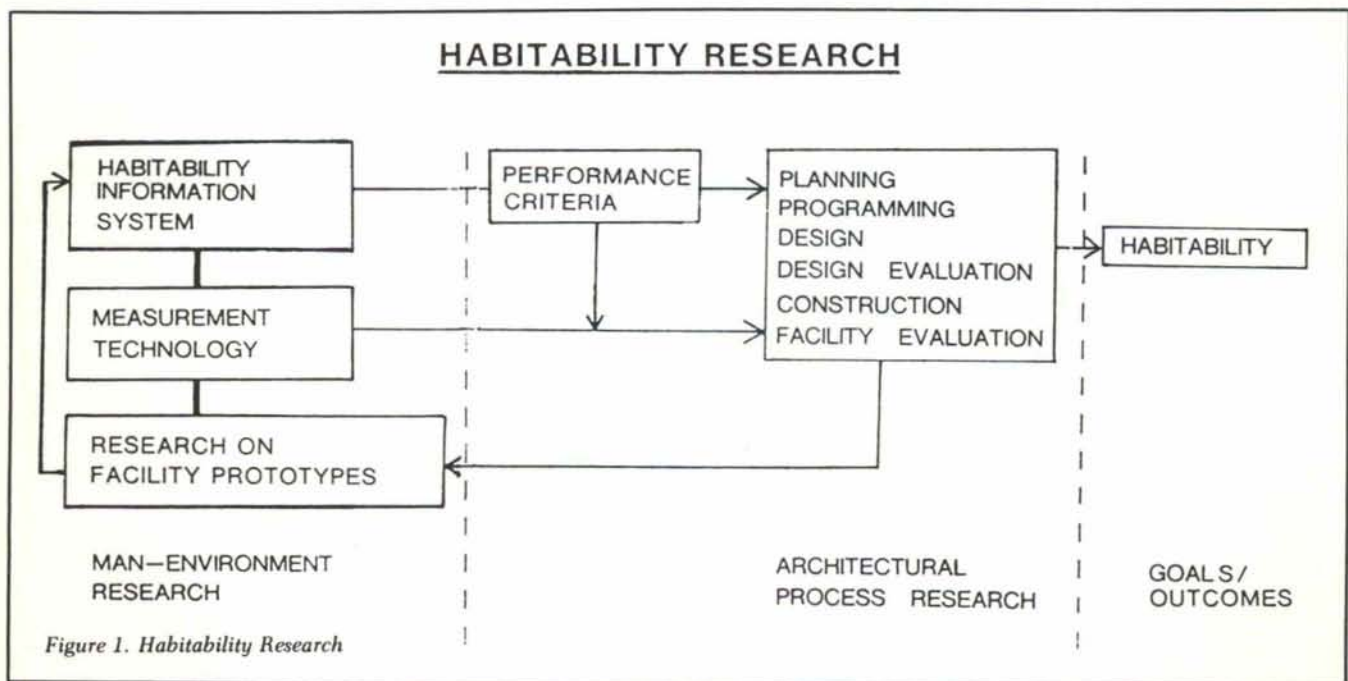 HABITABILITY RESEARCH
HABITABILITY
INFORMATION
SYSTEM
MEASUREMENT
TECHNOLOGY
RESEARCH ON
FACILITY PROTOTYPES
PERFORMANCE
CRITERIA
PLANNING
PROGRAMMING
DESIGN
DESIGN EVALUATION
CONSTRUCTION
FACILITY EVALUATION
HABITABILITY
MAN-ENVIRONMENT
RESEARCH
ARCHITECTURAL
PROCESS RESEARCH
GOALS/
OUTCOMES
Figure 1. Habitability Research